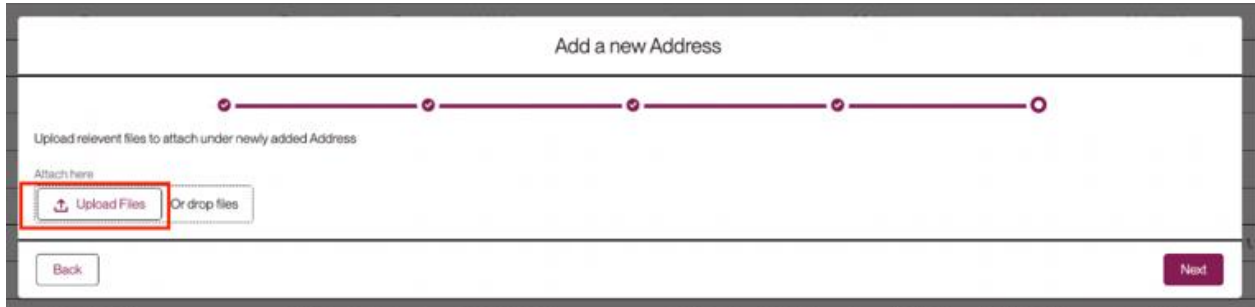 Add a new Address
Upload relevent files to attach under newly added Address
Attach here
Upload Files Or drop files
Back Next